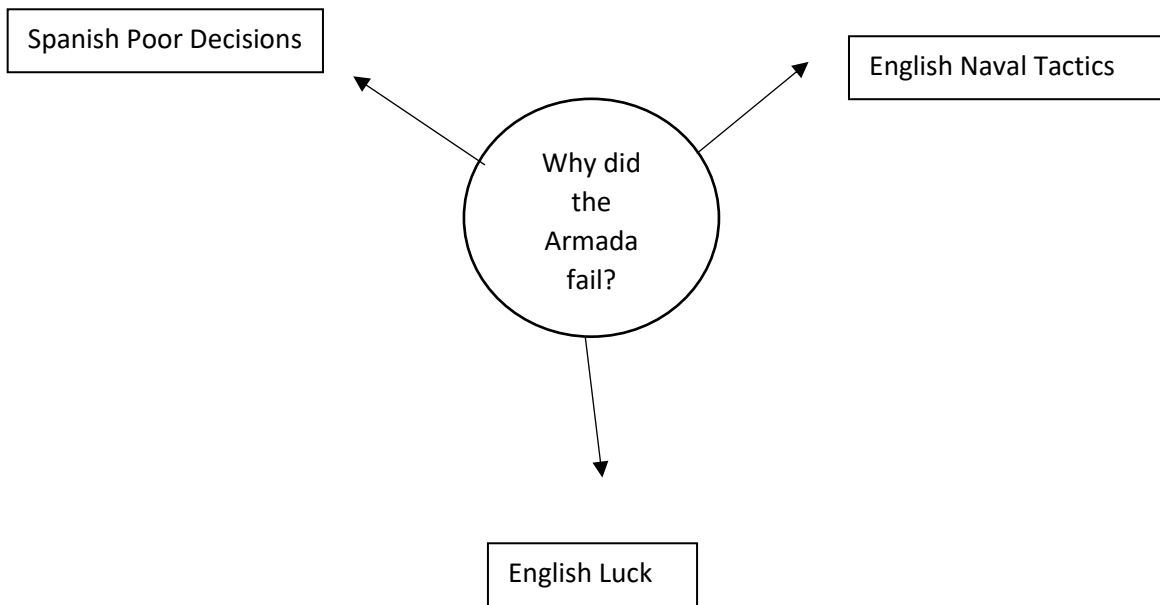 Spanish Poor Decisions
English Naval Tactics
Why did
the
Armada
fail?
English Luck